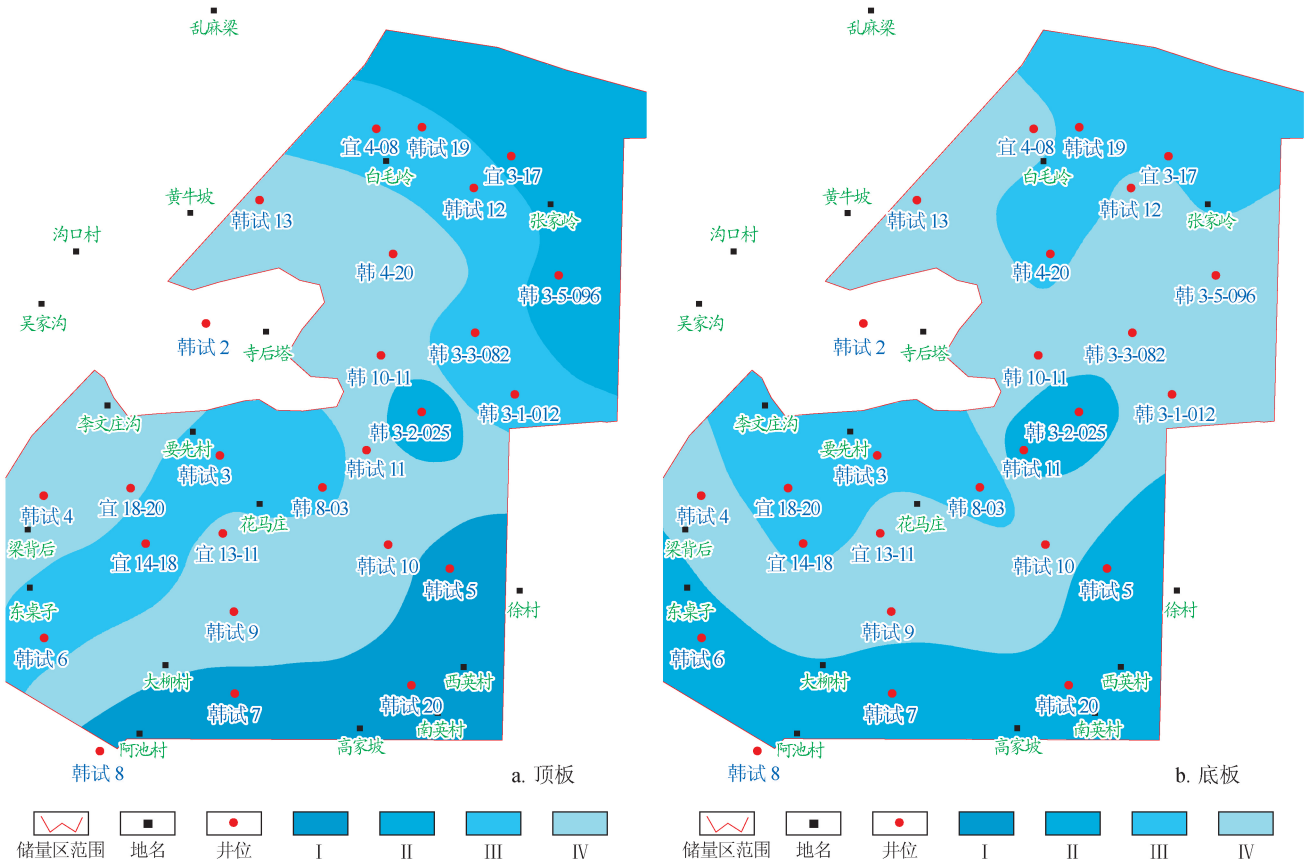 乱麻梁
宜 4-08
韩试 19
白毛岭
宜 3-17
黄牛坡
韩试 13
韩试 12
张家岭
沟口村
韩 4-20
韩 3-5-096
吴家沟
韩试 2
寺后塔
韩 3-3-082
韩 10-11
李文庄沟
韩 3-1-012
韩 3-2-025
要先村
韩试 3
韩试 11
韩试 4
宜 18-20
韩 8-03
花马庄
梁背后
宜 14-18
宜 13-11
韩试 10
韩试 5
东桌子
徐村
韩试 9
韩试 6
大柳村
西英村
韩试 7
韩试 20
南英村
阿池村
高家坡
韩试 8
a. 顶板
储量区范围
地名
井位
Ⅰ
Ⅱ
Ⅲ
Ⅳ
乱麻梁
宜 4-08
韩试 19
白毛岭
宜 3-17
黄牛坡
韩试 13
韩试 12
张家岭
沟口村
韩 4-20
韩 3-5-096
吴家沟
韩试 2
寺后塔
韩 3-3-082
韩 10-11
李文庄沟
韩 3-1-012
韩 3-2-025
要先村
韩试 3
韩试 11
韩试 4
宜 18-20
韩 8-03
花马庄
梁背后
宜 14-18
宜 13-11
韩试 10
韩试 5
东桌子
徐村
韩试 9
韩试 6
大柳村
西英村
韩试 7
韩试 20
南英村
阿池村
高家坡
韩试 8
b. 底板
储量区范围
地名
井位
Ⅰ
Ⅱ
Ⅲ
Ⅳ